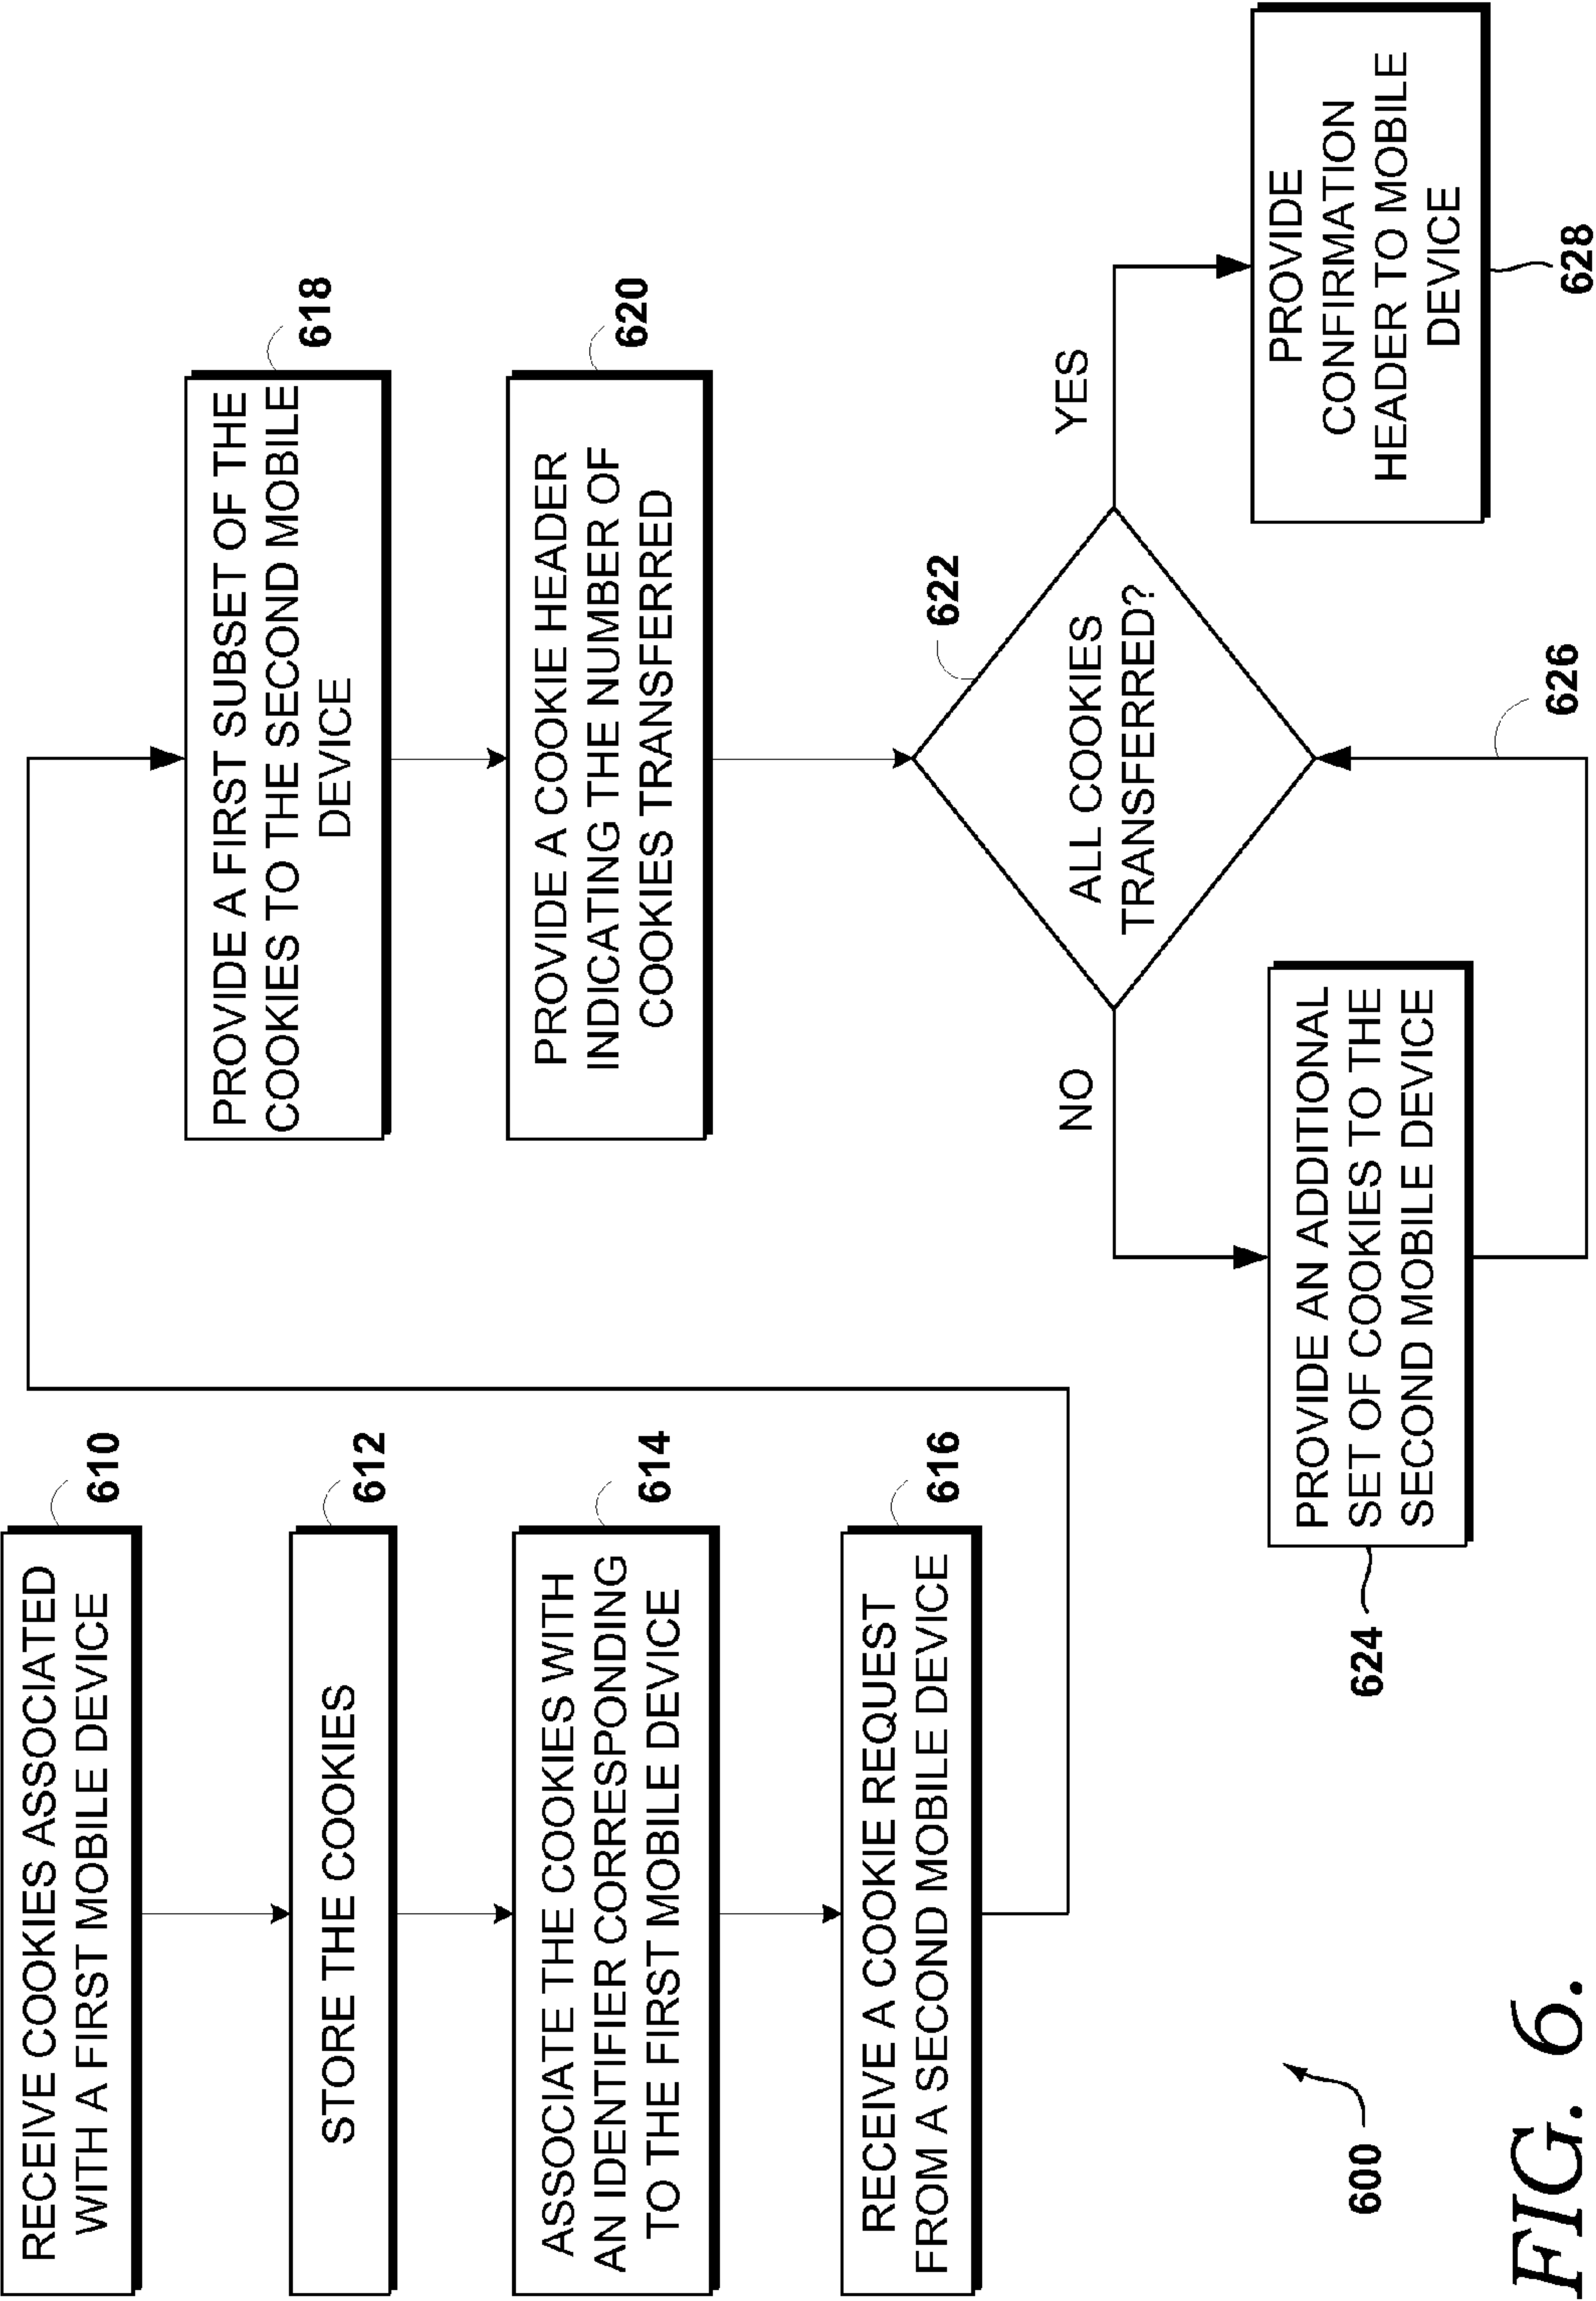 RECEIVE COOKIES ASSOCIATED
WITH A FIRST MOBILE DEVICE
610
STORE THE COOKIES
612
ASSOCIATE THE COOKIES WITH
AN IDENTIFIER CORRESPONDING
TO THE FIRST MOBILE DEVICE
614
RECEIVE A COOKIE REQUEST
FROM A SECOND MOBILE DEVICE
616
PROVIDE A FIRST SUBSET OF THE
COOKIES TO THE SECOND MOBILE
DEVICE
618
PROVIDE A COOKIE HEADER
INDICATING THE NUMBER OF
COOKIES TRANSFERRED
620
ALL COOKIES
TRANSFERRED?
622
NO
YES
PROVIDE AN ADDITIONAL
SET OF COOKIES TO THE
SECOND MOBILE DEVICE
624
626
PROVIDE
CONFIRMATION
HEADER TO MOBILE
DEVICE
628
600
FIG. 6.